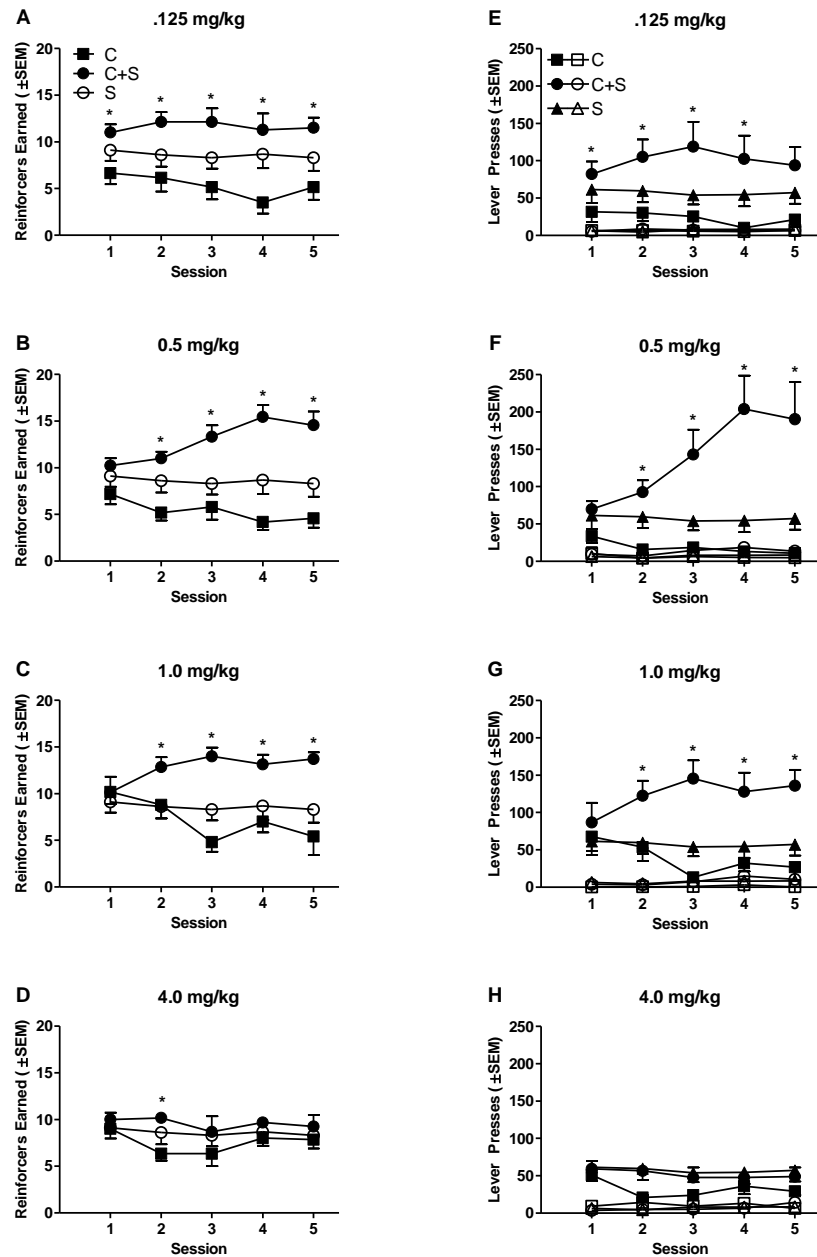 A
.125 mg/kg
Reinforcers Earned (±SEM)
20
15
10
5
0
C
C+S
S
* * * * *
1 2 3 4 5
Session
E
.125 mg/kg
Lever Presses (±SEM)
250
200
150
100
50
0
C
C+S
S
* * * *
1 2 3 4 5
Session
B
0.5 mg/kg
Reinforcers Earned (±SEM)
20
15
10
5
0
* * * *
1 2 3 4 5
Session
F
0.5 mg/kg
Lever Presses (±SEM)
250
200
150
100
50
0
* * * *
1 2 3 4 5
Session
C
1.0 mg/kg
Reinforcers Earned (±SEM)
20
15
10
5
0
* * * *
1 2 3 4 5
Session
G
1.0 mg/kg
Lever Presses (±SEM)
250
200
150
100
50
0
* * * *
1 2 3 4 5
Session
D
4.0 mg/kg
Reinforcers Earned (±SEM)
20
15
10
5
0
*
1 2 3 4 5
Session
H
4.0 mg/kg
Lever Presses (±SEM)
250
200
150
100
50
0
1 2 3 4 5
Session